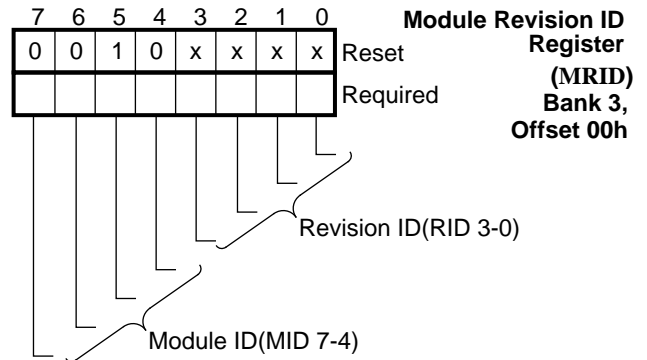 7 6 5 4 3 2 1 0
Module Revision ID
Register
(MRID)
Bank 3,
Offset 00h
0 0 1 0 x x x x Reset
Required
Revision ID(RID 3-0)
Module ID(MID 7-4)